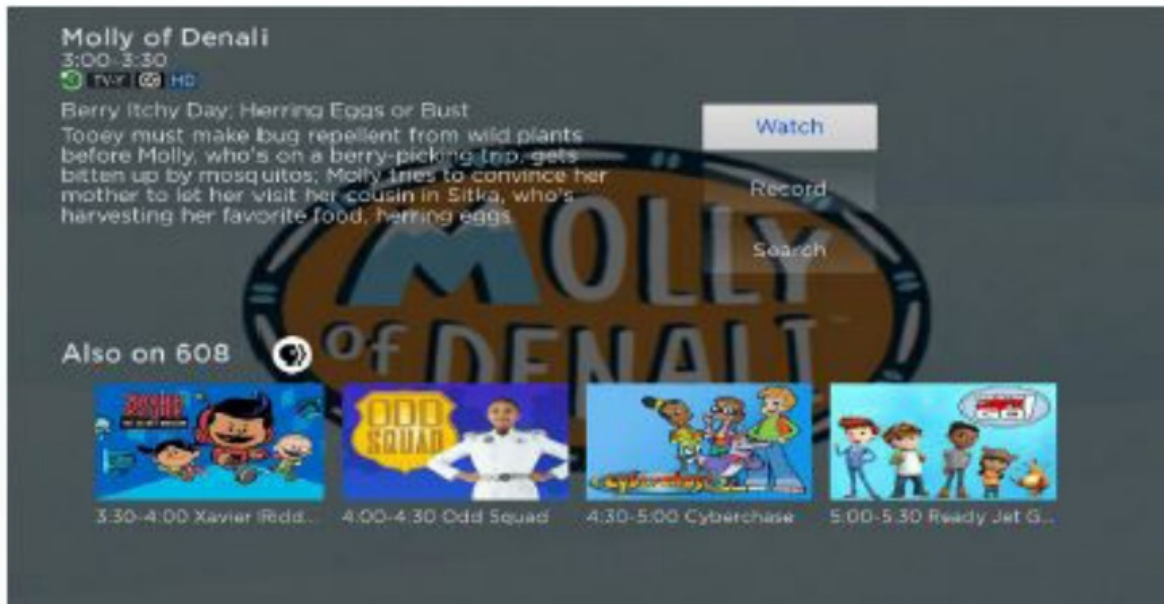 Molly of Denali
3:00-3:30
TV-Y CC HD
Berry Itchy Day; Herring Eggs or Bust
Tooey must make bug repellent from wild plants
before Molly, who's on a berry-picking trip, gets
bitten up by mosquitos; Molly tries to convince her
mother to let her visit her cousin in Sitka, who's
harvesting her favorite food, herring eggs.
Watch
Record
Search
MOLLY
of DENALI
Also on 608
XAVIER RIDDLE
ODD
SQUAD
Cyberchase
3:30-4:00 Xavier Ridd...
4:00-4:30 Odd Squad
4:30-5:00 Cyberchase
5:00-5:30 Ready Jet G...